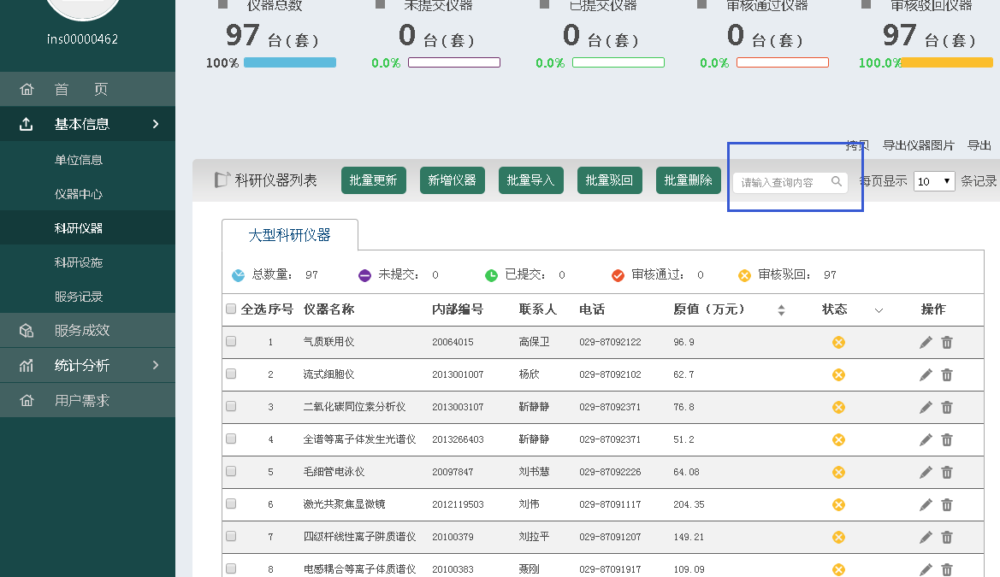 仪器总数 未提交仪器 已提交仪器 审核通过仪器 审核驳回仪器
ins00000462
97 台(套) 0 台(套) 0 台(套) 0 台(套) 97 台(套)
100% 0.0% 0.0% 0.0% 100.0%
首 页
基本信息
单位信息
仪器中心
科研仪器
科研设施
服务记录
服务成效
统计分析
用户需求
拷贝 导出仪器图片 导出
科研仪器列表 批量更新 新增仪器 批量导入 批量驳回 批量删除 请输入查询内容 每页显示 10 条记录
大型科研仪器
总数量: 97 未提交: 0 已提交: 0 审核通过: 0 审核驳回: 97
全选 序号 仪器名称 内部编号 联系人 电话 原值(万元) 状态 操作
1 气质联用仪 20064015 高保卫 029-87092122 96.9
2 流式细胞仪 2013001007 杨欣 029-87092102 62.7
3 二氧化碳同位素分析仪 2013003107 靳静静 029-87092371 76.8
4 全谱等离子体发生光谱仪 2013266403 靳静静 029-87092371 51.2
5 毛细管电泳仪 20097847 刘书慧 029-87092226 64.08
6 激光共聚焦显微镜 2012119503 刘伟 029-87091117 204.35
7 四级杆线性离子阱质谱仪 20100379 刘拉平 029-87091207 149.21
8 电感耦合等离子体质谱仪 20100383 聂刚 029-87091917 109.09